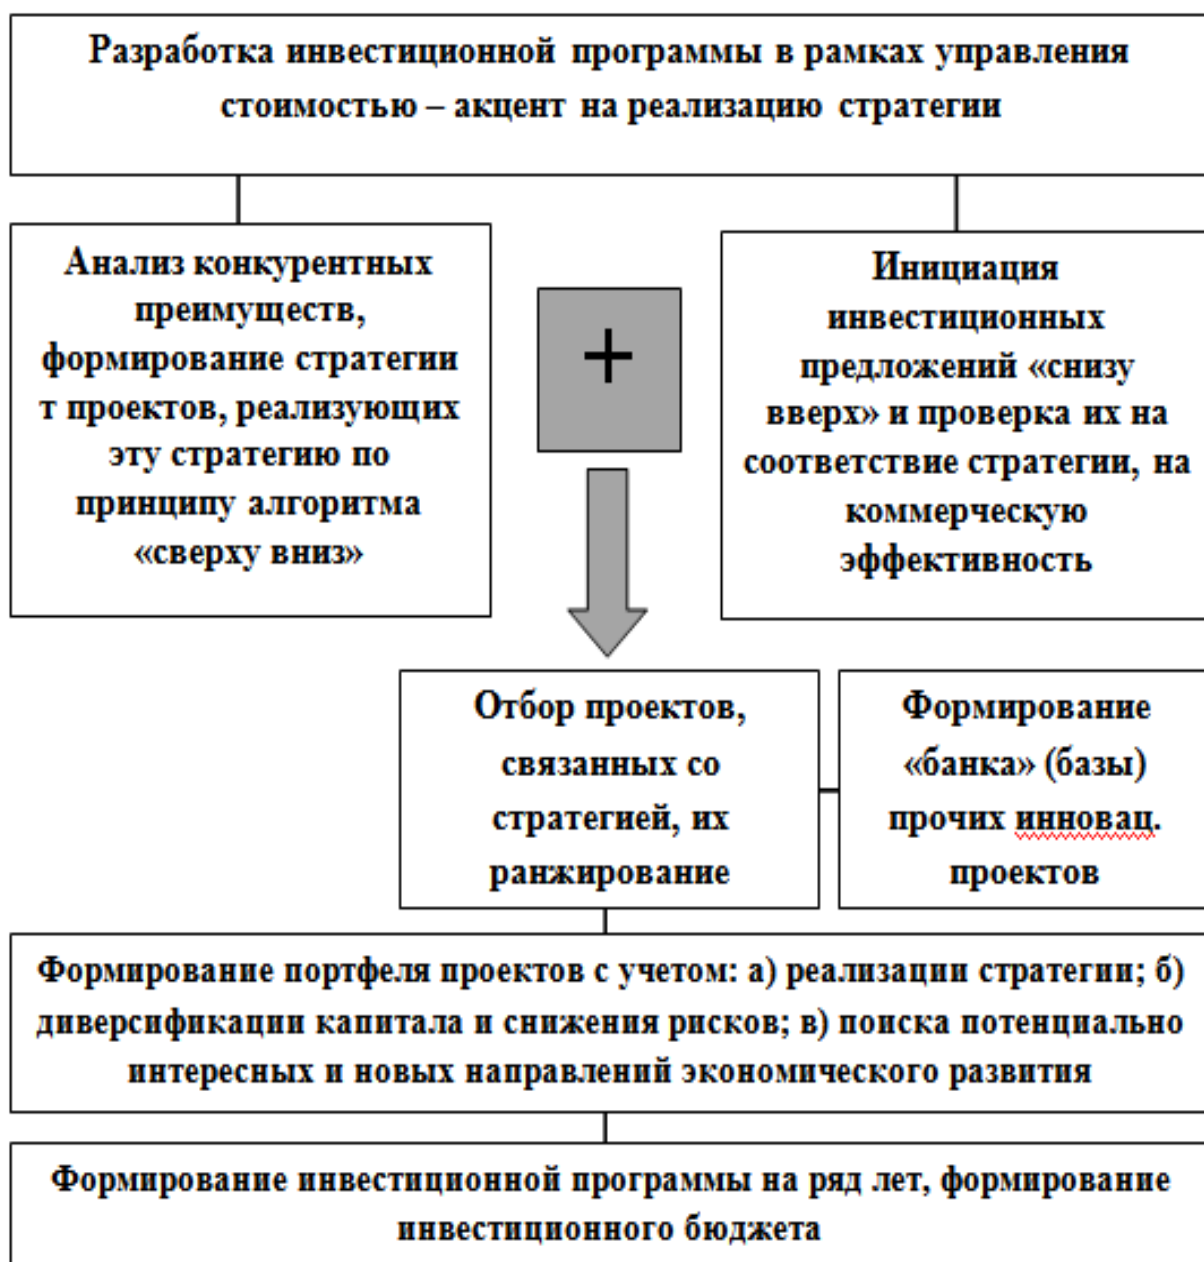 Разработка инвестиционной программы в рамках управления
стоимостью – акцент на реализацию стратегии
Анализ конкурентных
преимуществ,
формирование стратегии
т проектов, реализующих
эту стратегию по
принципу алгоритма
«сверху вниз»
+
Инициация
инвестиционных
предложений «снизу
вверх» и проверка их на
соответствие стратегии, на
коммерческую
эффективность
Отбор проектов,
связанных со
стратегией, их
ранжирование
Формирование
«банка» (базы)
прочих инновац.
проектов
Формирование портфеля проектов с учетом: а) реализации стратегии; б)
диверсификации капитала и снижения рисков; в) поиска потенциально
интересных и новых направлений экономического развития
Формирование инвестиционной программы на ряд лет, формирование
инвестиционного бюджета